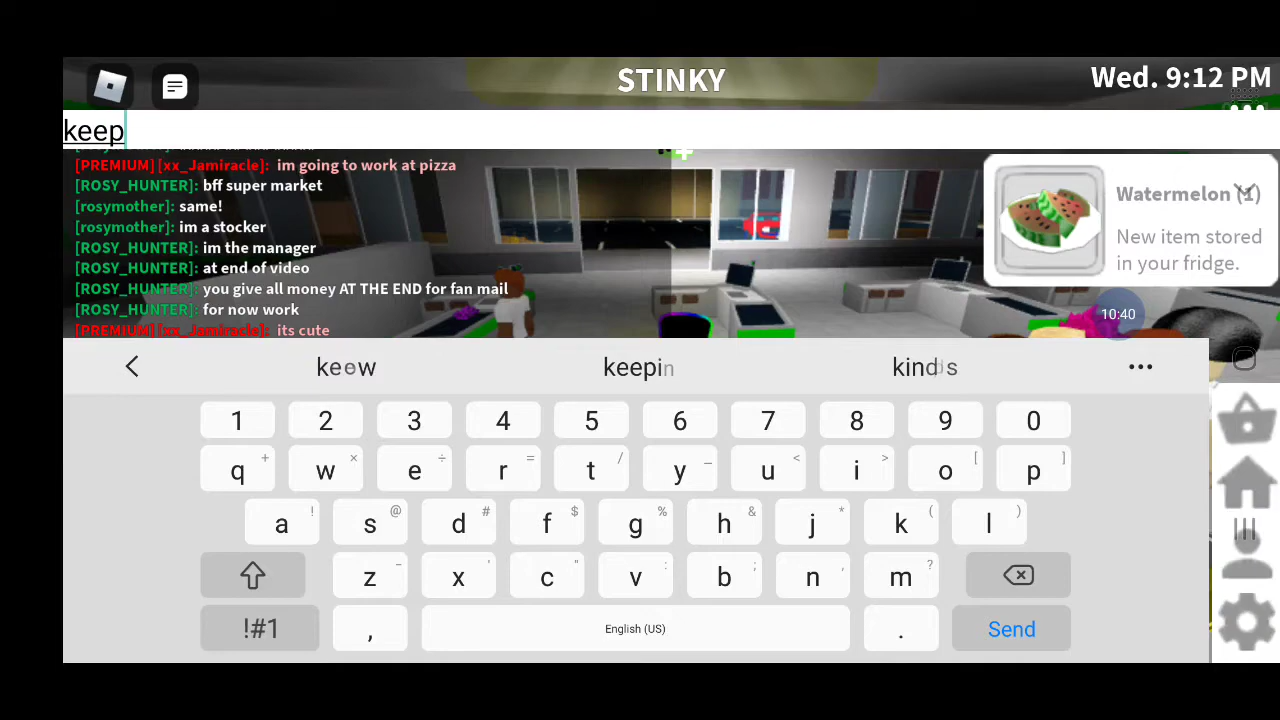 STINKY
Wed. 9:12 PM
keep
[PREMIUM][xx_Jamiracle]: im going to work at pizza
[ROSY_HUNTER]: bff super market
[rosymother]: same!
[rosymother]: im a stocker
[ROSY_HUNTER]: im the manager
[ROSY_HUNTER]: at end of video
[ROSY_HUNTER]: you give all money AT THE END for fan mail
[ROSY_HUNTER]: for now work
[PREMIUM][xx_Jamiracle]: its cute
Watermelon (1)
New item stored
in your fridge.
10:40
keepin
1 2 3 4 5 6 7 8 9 0
q + w × e ÷ r = t / y _ u < i > o [ p ]
a ! s @ d # f $ g % h & j * k ( l )
z - x ' c " v : b ; n , m ?
!#1 , English (US) . Send